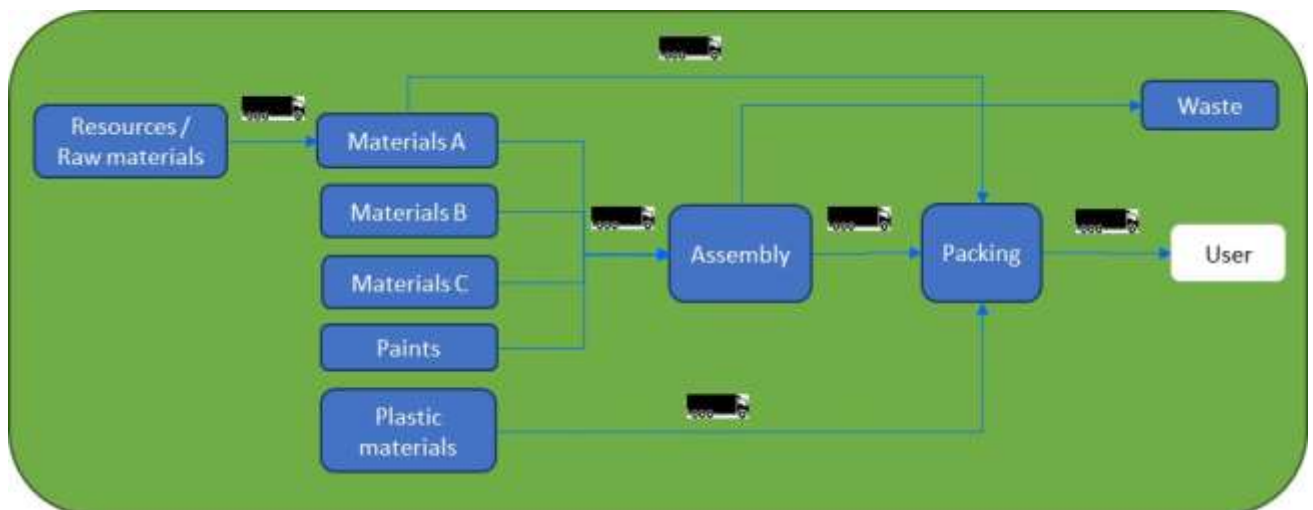 Resources /
Raw materials
Materials A
Materials B
Materials C
Paints
Plastic
materials
Assembly
Packing
Waste
User